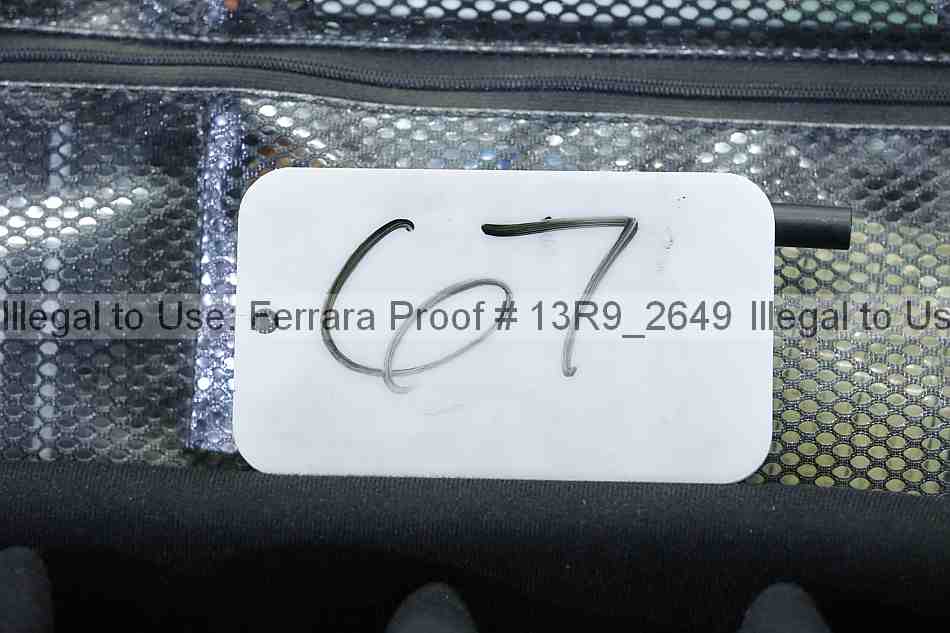 67
Illegal to Use, Ferrara Proof # 13R9_2649 Illegal to Us